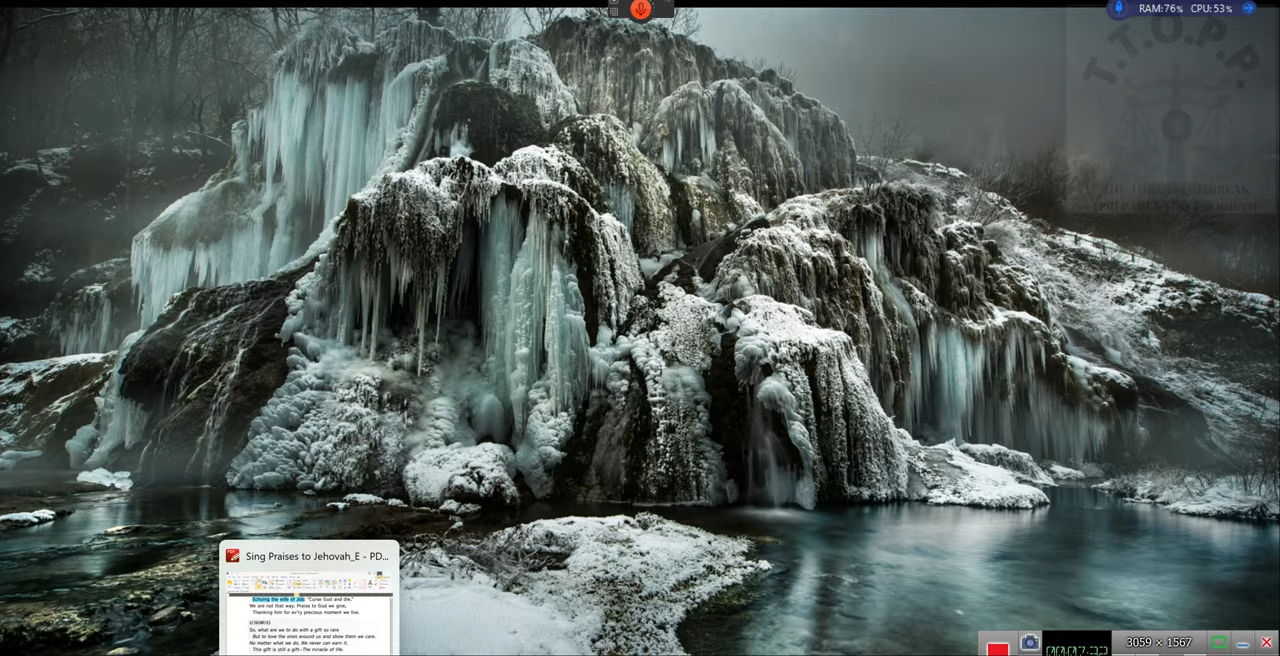 RAM:76% CPU:53%
T.T.O.P.P.
Sing Praises to Jehovah_E - PD...
Echoing the wife of Job: "Curse God and die."
We are not that way; Praise to God we give,
Thanking him for ev'ry precious moment we live.
(CHORUS)
So, what are we to do with a gift so rare
But to love the ones around us and show them we care.
No matter what we do, We never can earn it.
This gift is still a gift—The miracle of life.
3059 × 1567